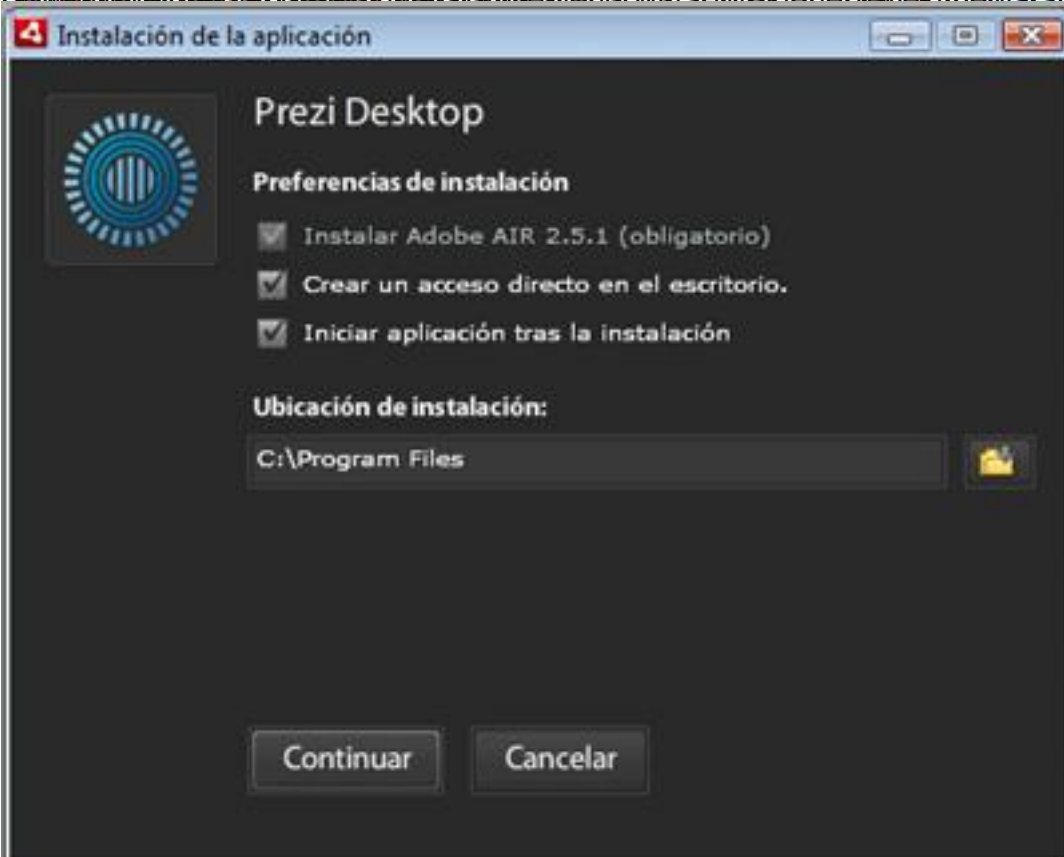 Instalación de la aplicación
Prezi Desktop
Preferencias de instalación
Instalar Adobe AIR 2.5.1 (obligatorio)
Crear un acceso directo en el escritorio.
Iniciar aplicación tras la instalación
Ubicación de instalación:
C:\Program Files
Continuar
Cancelar